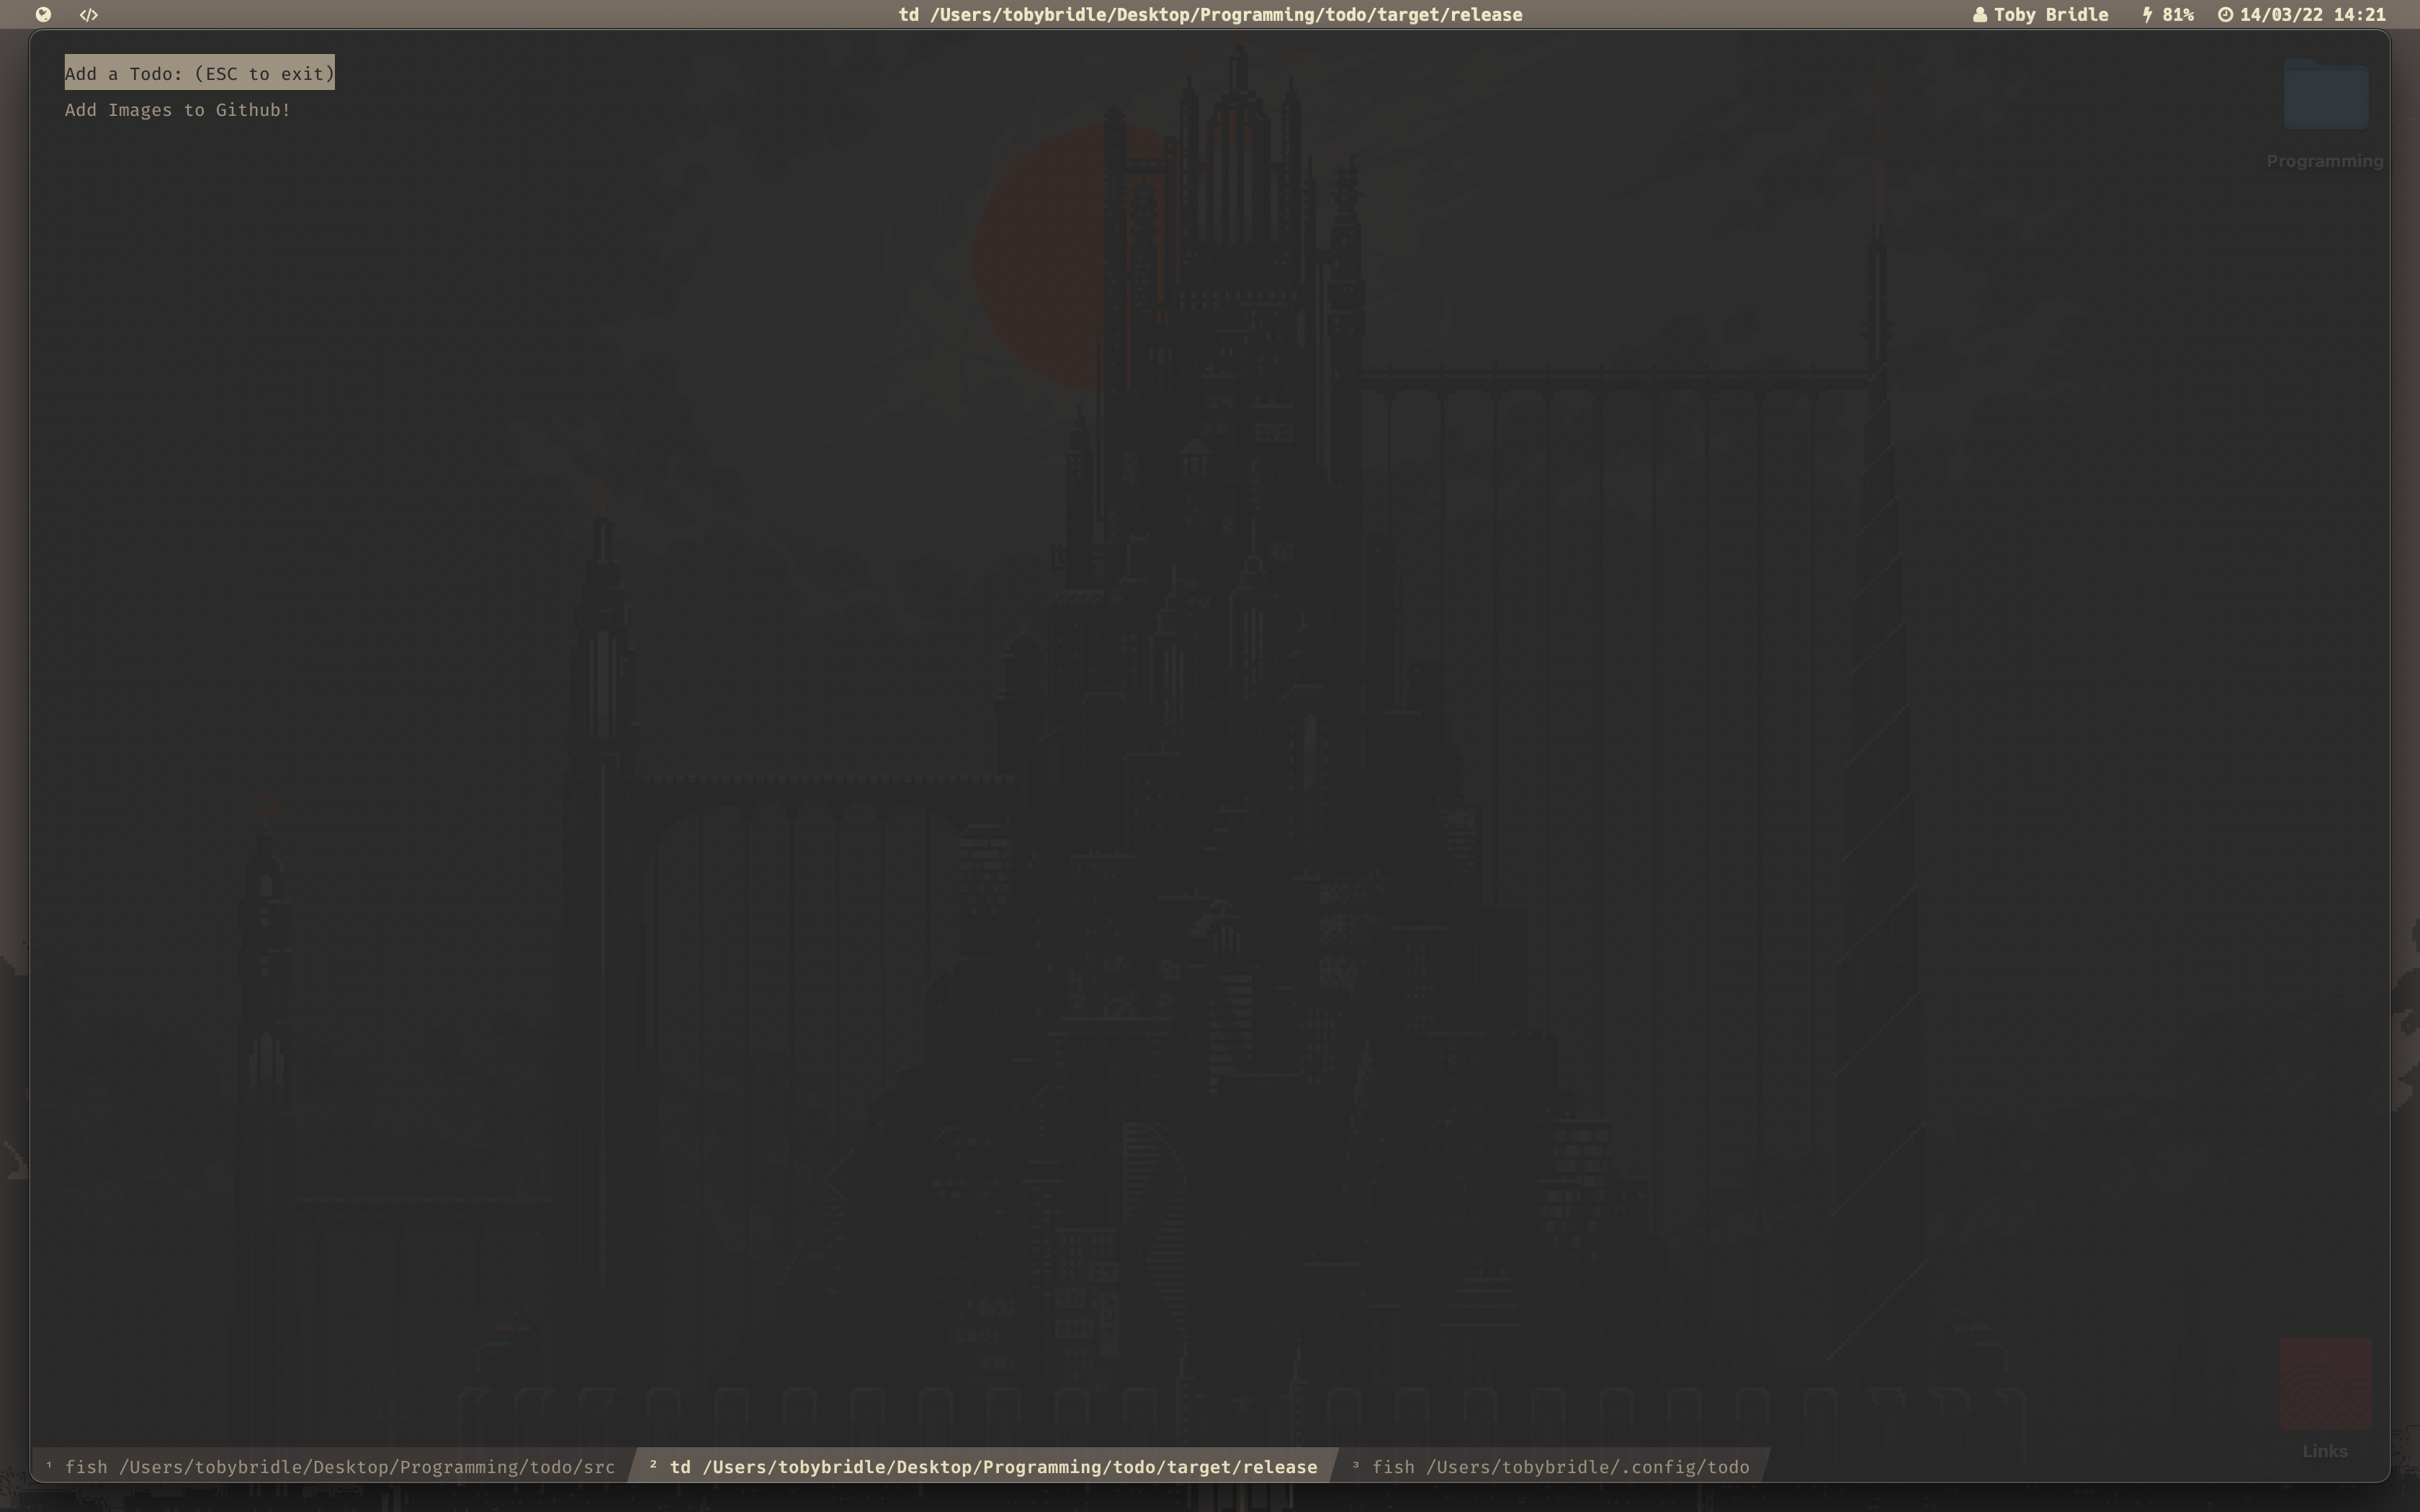 td /Users/tobybridle/Desktop/Programming/todo/target/release
Toby Bridle
81%
14/03/22 14:21
Add a Todo: (ESC to exit)
Add Images to Github!
Programming
Links
¹ fish /Users/tobybridle/Desktop/Programming/todo/src
² td /Users/tobybridle/Desktop/Programming/todo/target/release
³ fish /Users/tobybridle/.config/todo